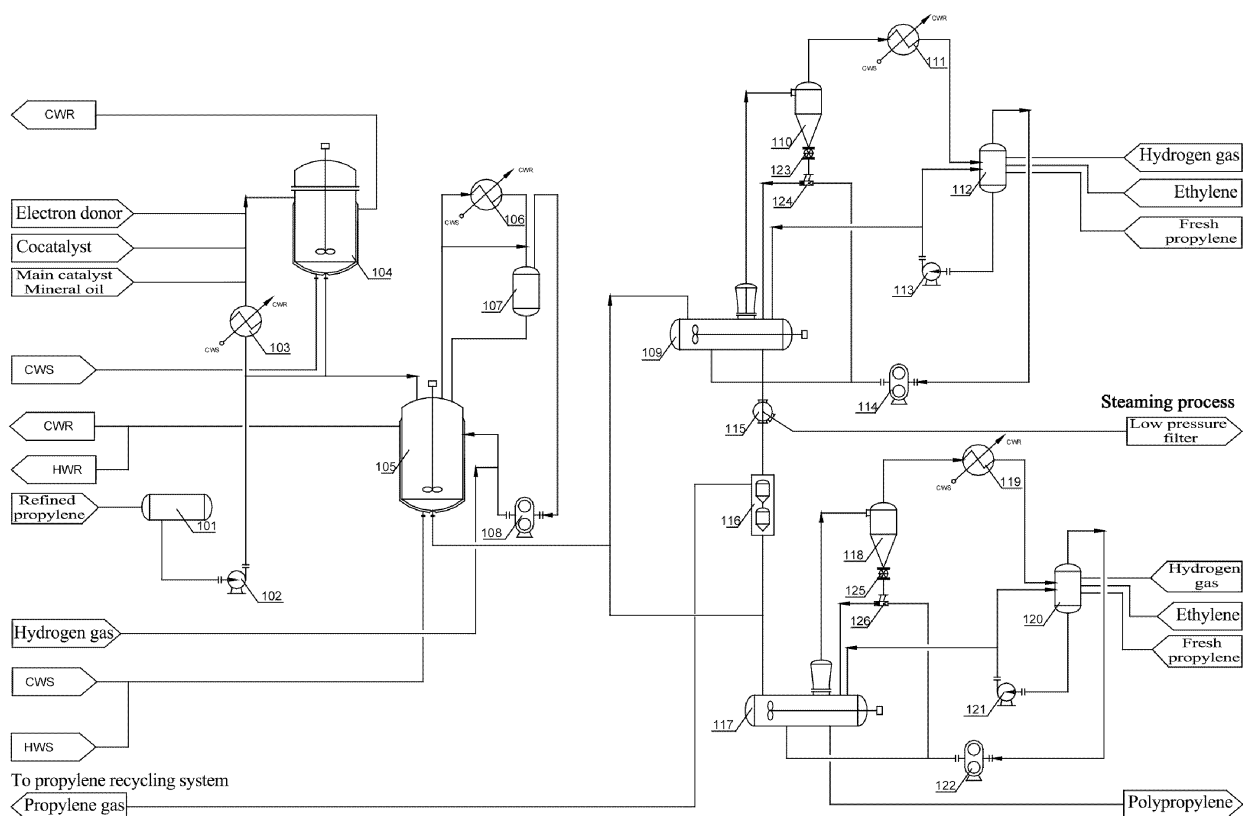 CWR
Electron donor
Cocatalyst
Main catalyst
Mineral oil
CWS
CWR
HWR
Refined
propylene
Hydrogen gas
CWS
HWS
To propylene recycling system
Propylene gas
101
102
CWR
CWS
103
104
105
CWR
CWS
106
107
108
109
110
CWR
CWS
111
123
124
112
113
114
115
116
117
118
CWR
CWS
119
125
126
120
121
122
Hydrogen gas
Ethylene
Fresh
propylene
Steaming process
Low pressure
filter
Hydrogen
gas
Ethylene
Fresh
propylene
Polypropylene